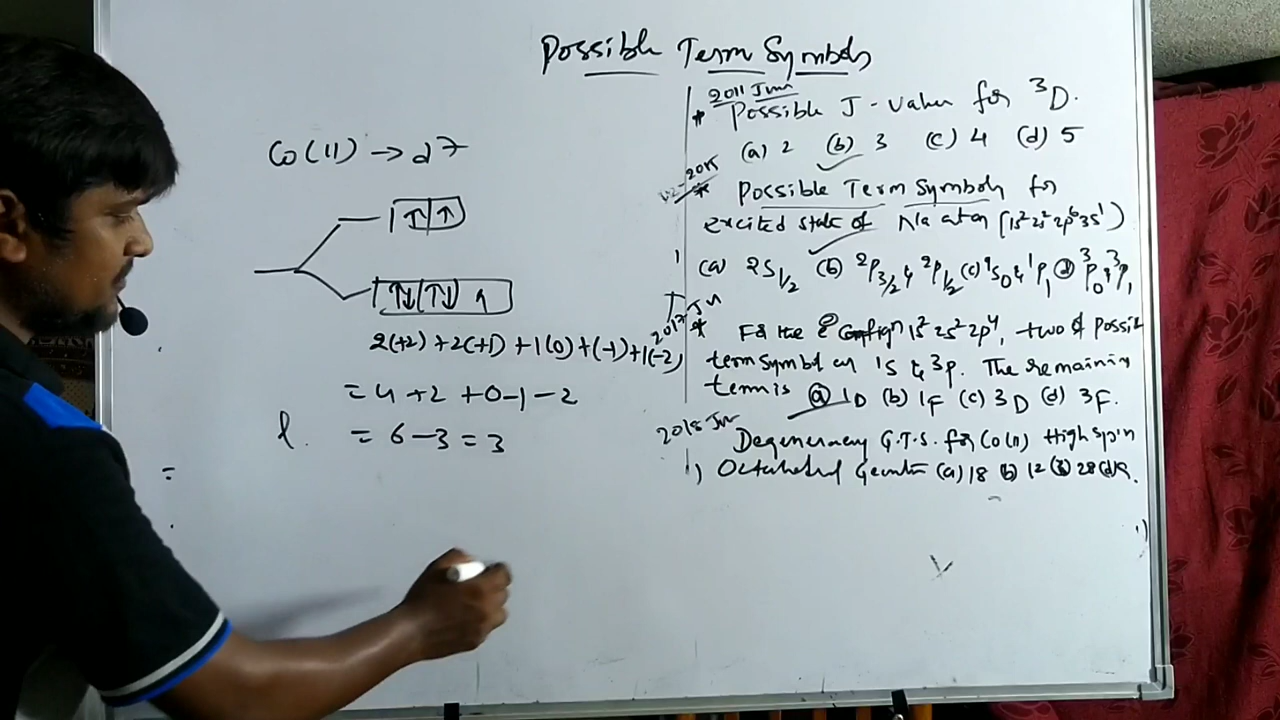 Possible Term Symbols
Co(II) → d7
2(+2) + 2(+1) + 1(0) + (-1) + 1(-2)
= 4 + 2 + 0 - 1 - 2
l. = 6 - 3 = 3
=
2011 Jun
* Possible J - value for ³D.
(a) 2 (b) 3 (c) 4 (d) 5
2015
* Possible Term Symbols for
excited state of Na atom [1s² 2s² 2p⁶ 3s¹)
(a) 2S1/2 (b) ²P3/2 & ²P1/2 (c) ¹S0 & ¹P1 (d) ³P0 & ³P1
2017 Jun
* For the e⁰ Config 1s² 2s² 2p⁴, two of possi
term symbol are 1S & ³P. The remaining
term is (a) 1D (b) 1F (c) 3D (d) 3F.
2018 Jun
Degeneracy G.T.S. for Co(II) High Spin
Octahedral (a) 18 (b) 12 28